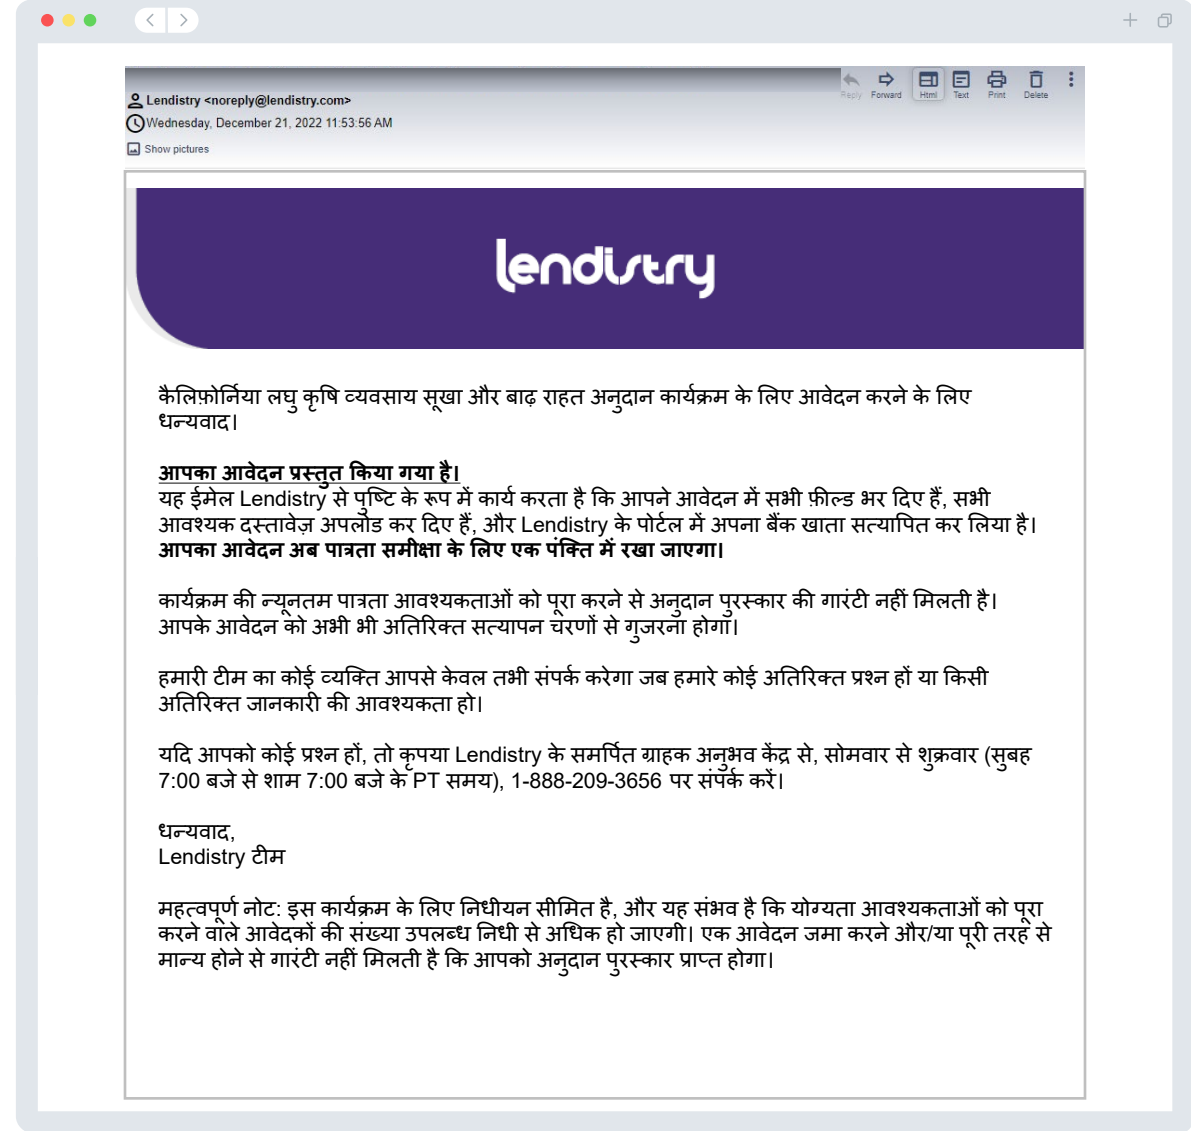 Lendistry <noreply@lendistry.com>
Wednesday, December 21, 2022 11:53:56 AM
Show pictures
Reply Forward Html Text Print Delete
lendistry
कैलिफ़ोर्निया लघु कृषि व्यवसाय सूखा और बाढ़ राहत अनुदान कार्यक्रम के लिए आवेदन करने के लिए
धन्यवाद।
आपका आवेदन प्रस्तुत किया गया है।
यह ईमेल Lendistry से पुष्टि के रूप में कार्य करता है कि आपने आवेदन में सभी फ़ील्ड भर दिए हैं, सभी
आवश्यक दस्तावेज़ अपलोड कर दिए हैं, और Lendistry के पोर्टल में अपना बैंक खाता सत्यापित कर लिया है।
आपका आवेदन अब पात्रता समीक्षा के लिए एक पंक्ति में रखा जाएगा।
कार्यक्रम की न्यूनतम पात्रता आवश्यकताओं को पूरा करने से अनुदान पुरस्कार की गारंटी नहीं मिलती है।
आपके आवेदन को अभी भी अतिरिक्त सत्यापन चरणों से गुजरना होगा।
हमारी टीम का कोई व्यक्ति आपसे केवल तभी संपर्क करेगा जब हमारे कोई अतिरिक्त प्रश्न हों या किसी
अतिरिक्त जानकारी की आवश्यकता हो।
यदि आपको कोई प्रश्न हों, तो कृपया Lendistry के समर्पित ग्राहक अनुभव केंद्र से, सोमवार से शुक्रवार (सुबह
7:00 बजे से शाम 7:00 बजे के PT समय), 1-888-209-3656 पर संपर्क करें।
धन्यवाद,
Lendistry टीम
महत्वपूर्ण नोट: इस कार्यक्रम के लिए निधीयन सीमित है, और यह संभव है कि योग्यता आवश्यकताओं को पूरा
करने वाले आवेदकों की संख्या उपलब्ध निधी से अधिक हो जाएगी। एक आवेदन जमा करने और/या पूरी तरह से
मान्य होने से गारंटी नहीं मिलती है कि आपको अनुदान पुरस्कार प्राप्त होगा।